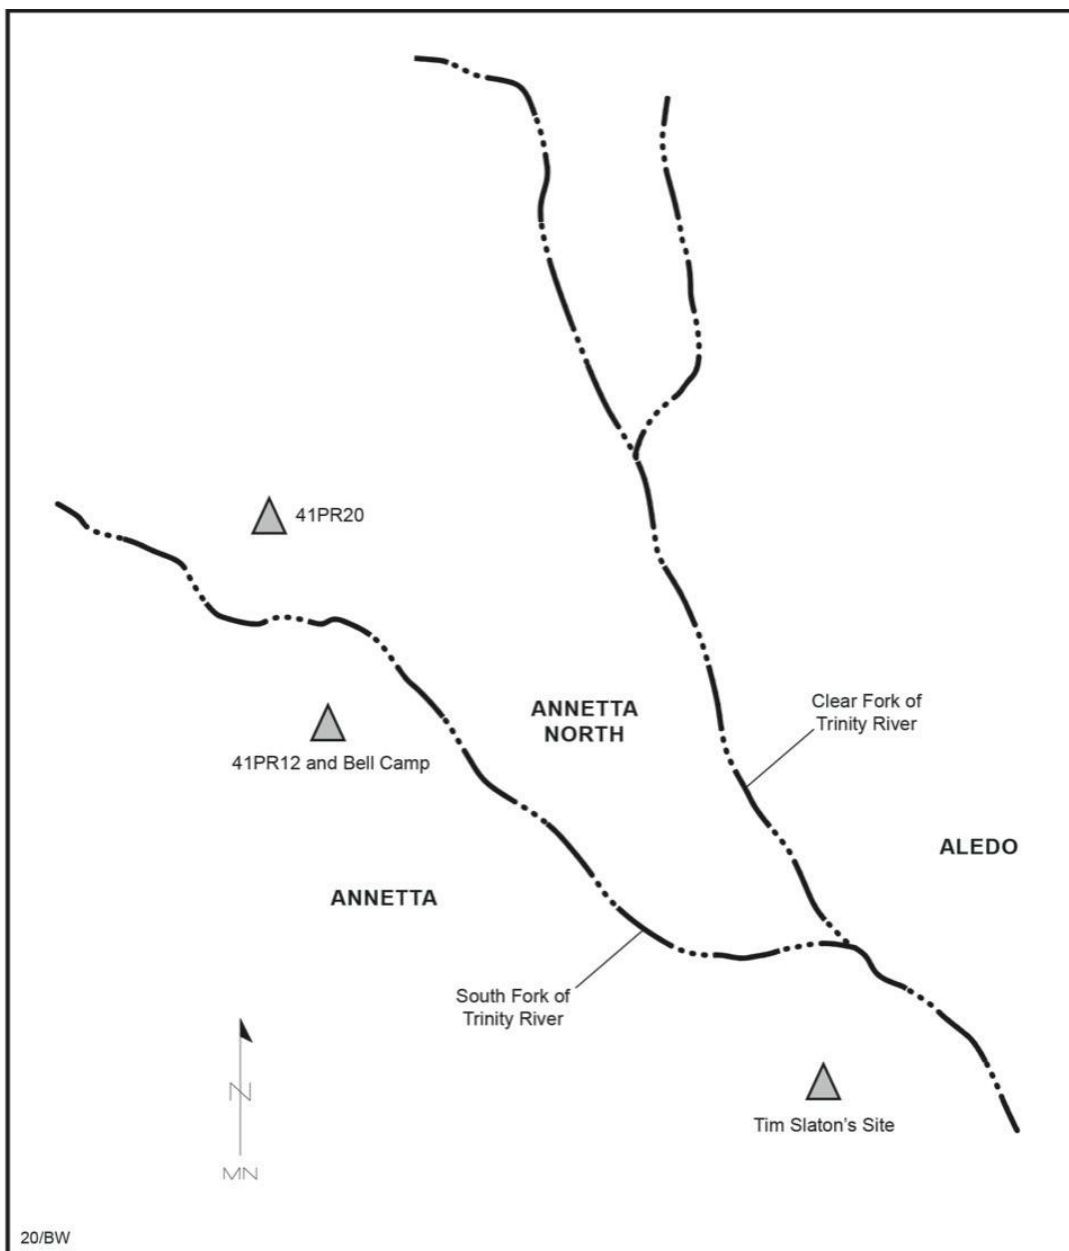 41PR20
ANNETTA
NORTH
Clear Fork of
Trinity River
41PR12 and Bell Camp
ALEDO
ANNETTA
South Fork of
Trinity River
N
MN
Tim Slaton's Site
20/BW